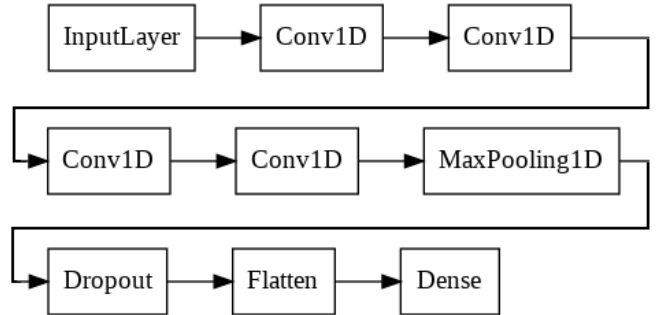 InputLayer Conv1D Conv1D
Conv1D Conv1D MaxPooling1D
Dropout Flatten Dense